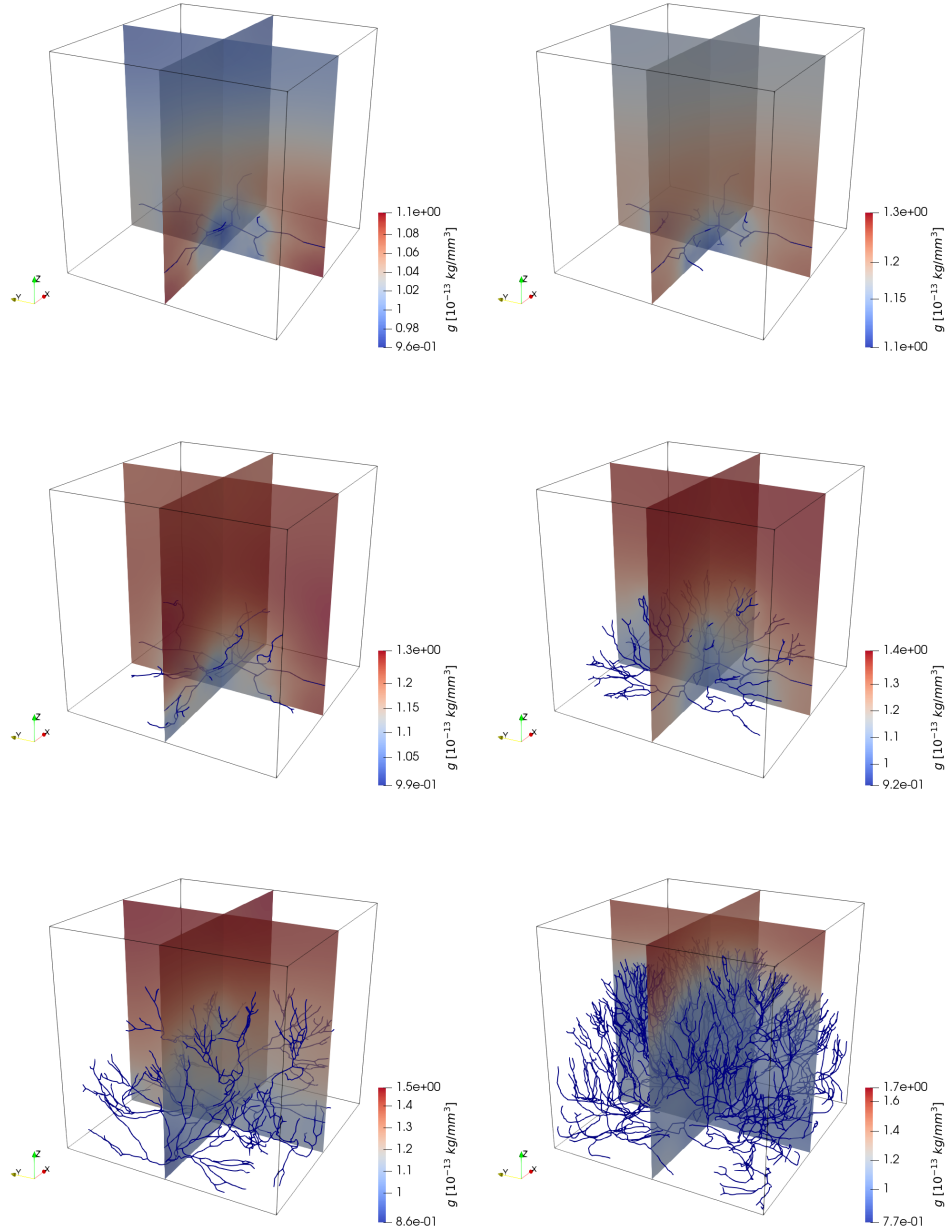 1.1e+00
1.08
1.06
1.04
1.02
1
0.98
9.6e-01
g [10⁻¹³ kg/mm³]
Z
Y
X
1.3e+00
1.2
1.15
1.1e+00
g [10⁻¹³ kg/mm³]
Z
Y
X
1.3e+00
1.2
1.15
1.1
1.05
9.9e-01
g [10⁻¹³ kg/mm³]
Z
Y
X
1.4e+00
1.3
1.2
1.1
1
9.2e-01
g [10⁻¹³ kg/mm³]
Z
Y
X
1.5e+00
1.4
1.3
1.2
1.1
1
8.6e-01
g [10⁻¹³ kg/mm³]
Z
Y
X
1.7e+00
1.6
1.5
1.4
1.2
1
7.7e-01
g [10⁻¹³ kg/mm³]
Z
Y
X